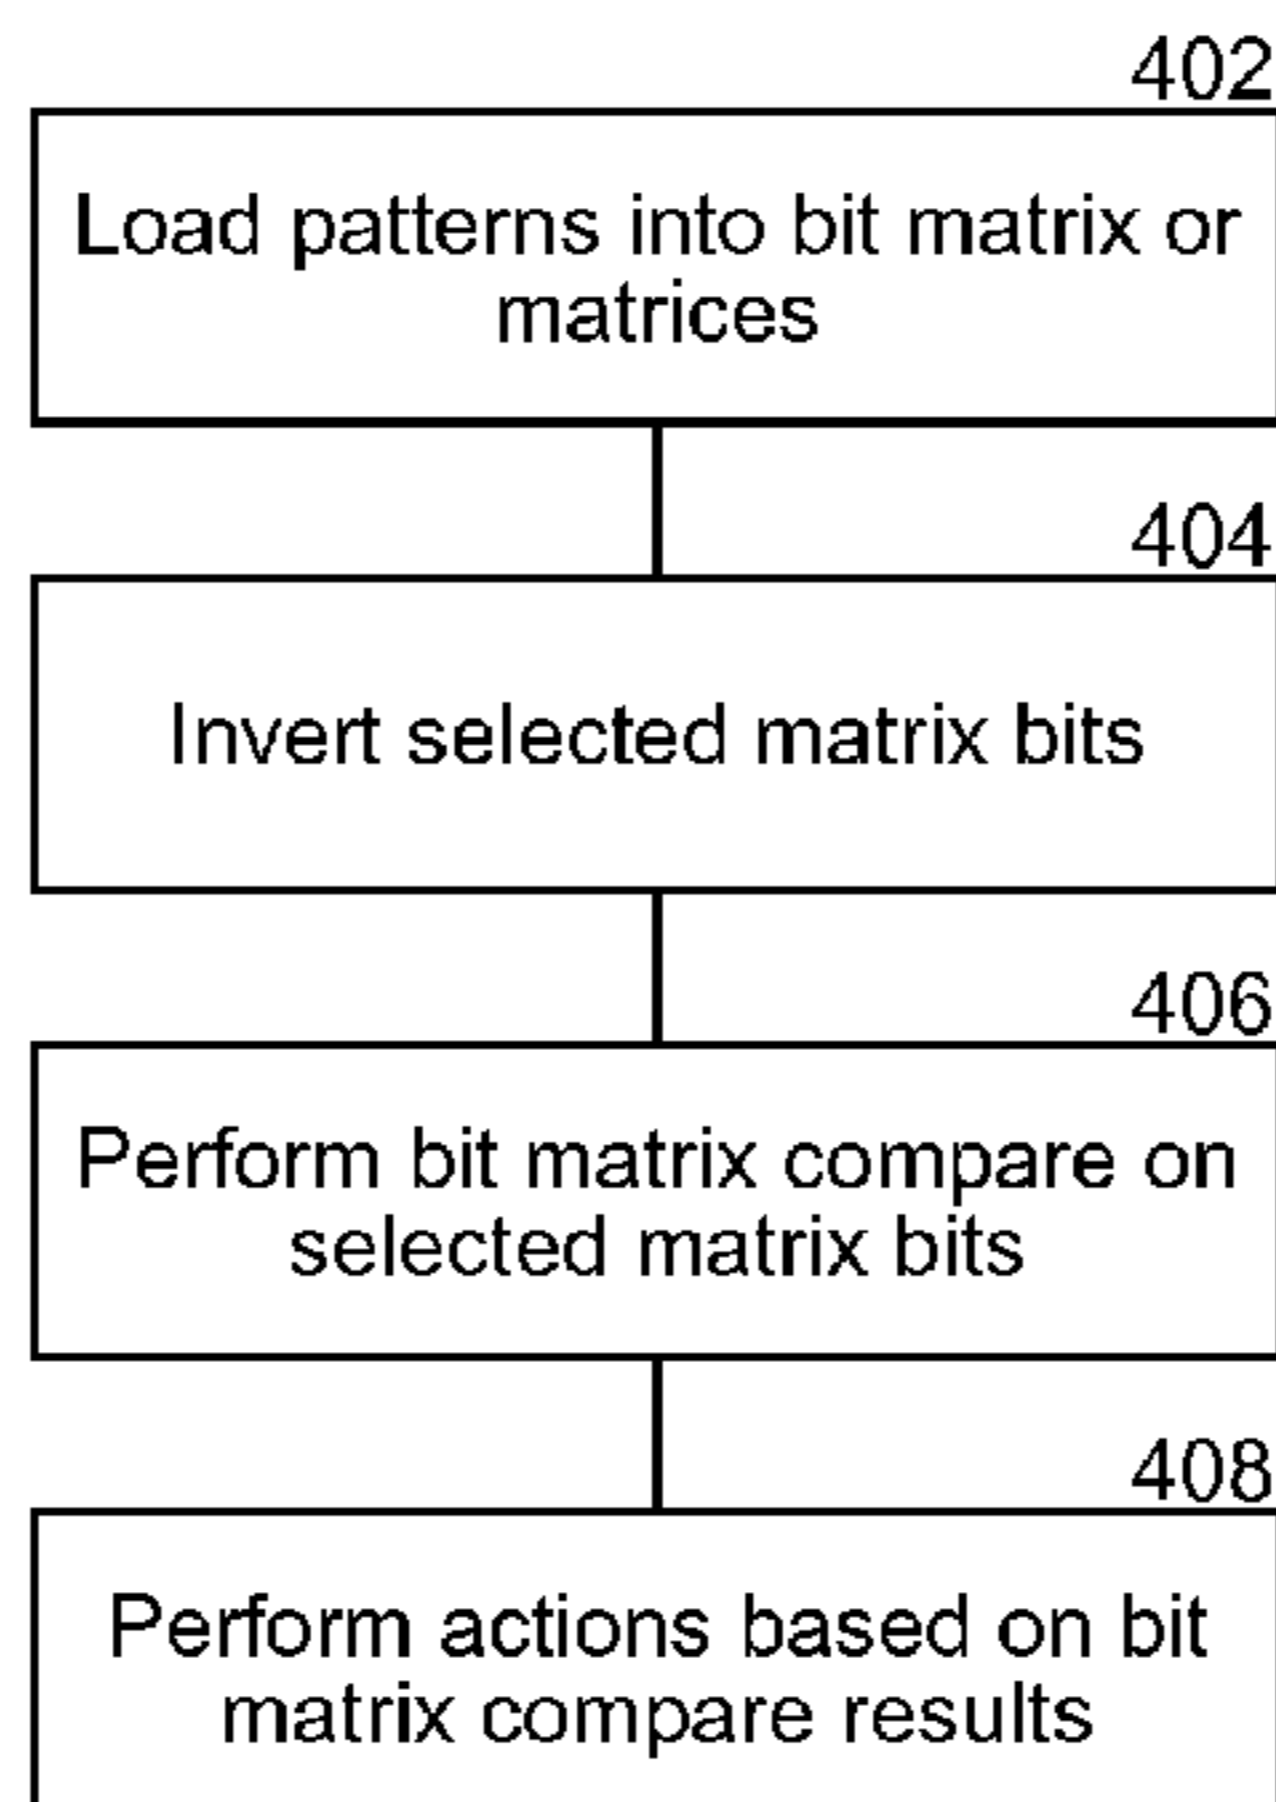 402
Load patterns into bit matrix or
matrices
404
Invert selected matrix bits
406
Perform bit matrix compare on
selected matrix bits
408
Perform actions based on bit
matrix compare results